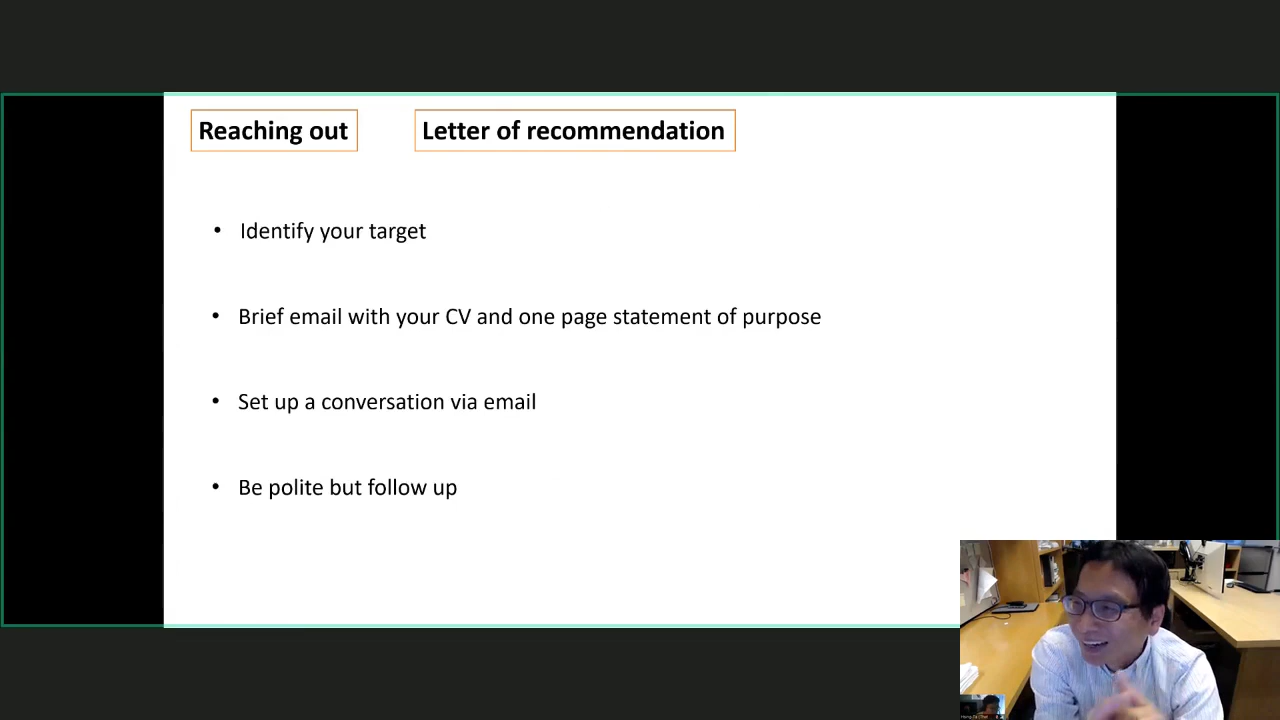 Reaching out
Letter of recommendation
• Identify your target
• Brief email with your CV and one page statement of purpose
• Set up a conversation via email
• Be polite but follow up